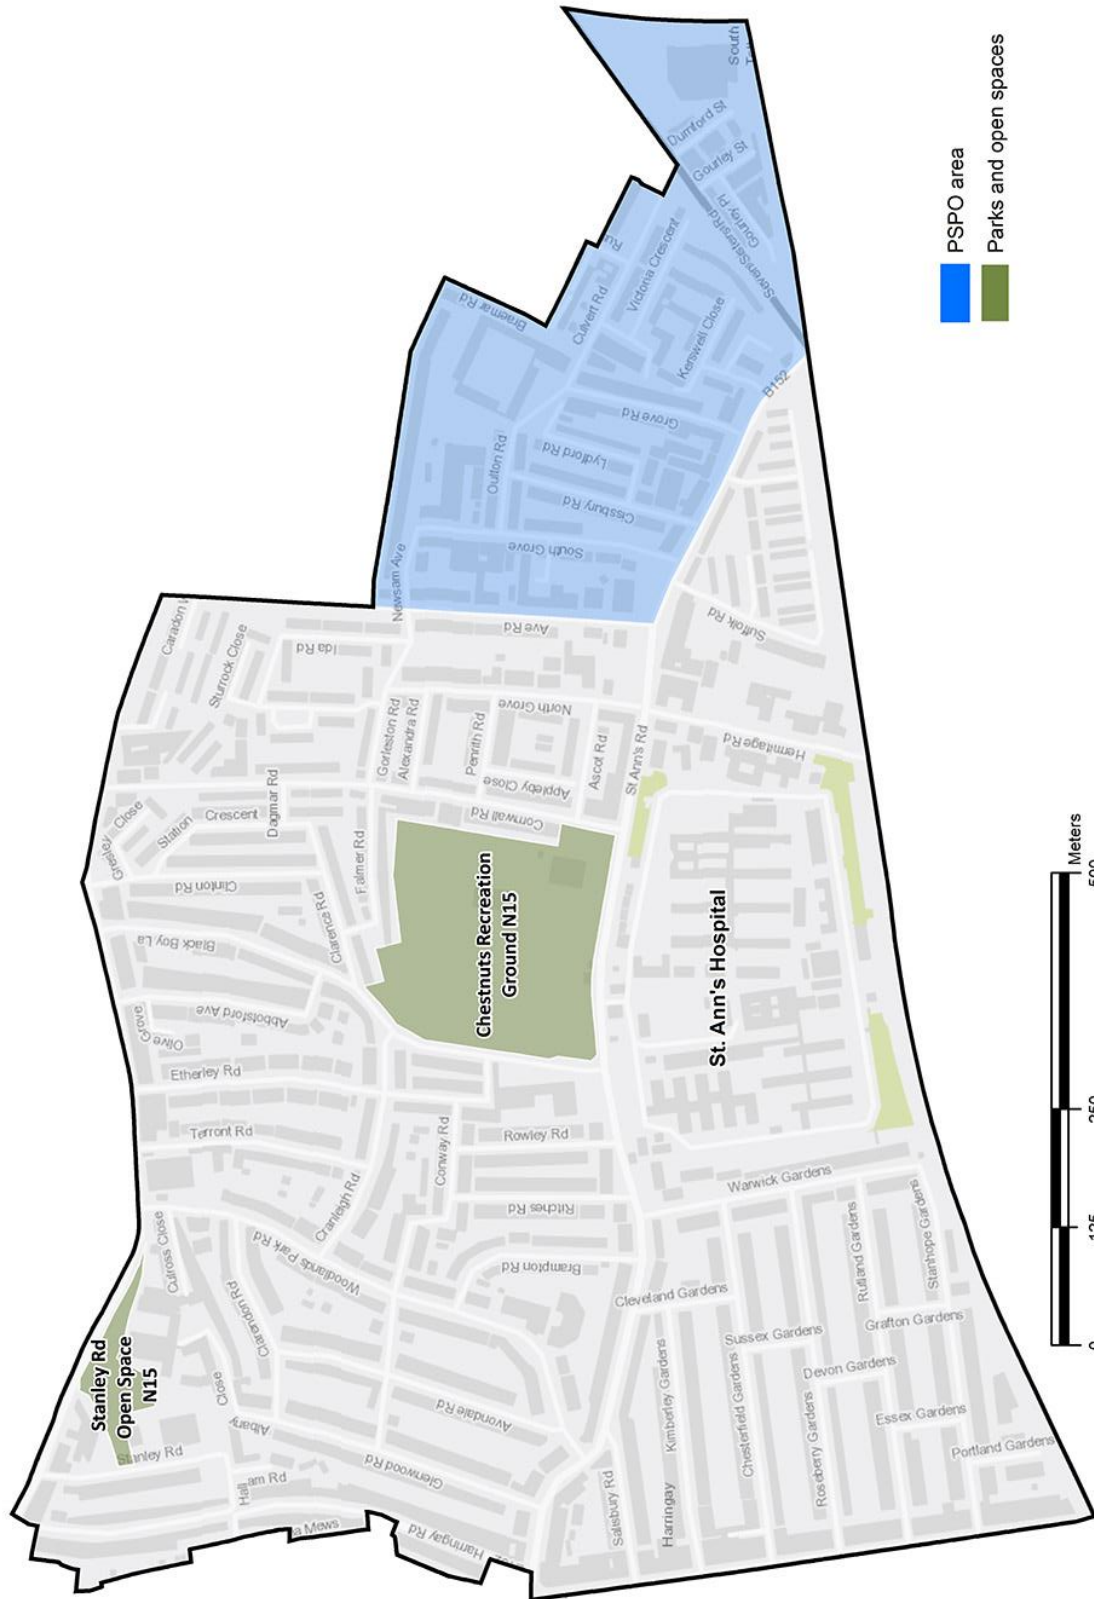 Stanley Rd
Open Space
N15
Chestnuts Recreation
Ground N15
St. Ann's Hospital
PSPO area
Parks and open spaces
0
125
250
500
Meters
South
Durnford St
Gourley St
Gourley Pl
Seven Sisters Rd
Victoria Crescent
Culvert Rd
Kerswell Close
Braemar Rd
Grove Rd
Lydford Rd
Oulton Rd
Cissbury Rd
South Grove
B152
Newsam Ave
Ave Rd
Suffolk Rd
Caradon
Sturrock Close
Ida Rd
Gorleston Rd
Alexandra Rd
North Grove
Penrith Rd
Appleby Close
Ascot Rd
St Ann's Rd
Hermitage Rd
Cornwall Rd
Dagmar Rd
Falmer Rd
Gresley Close
Station Crescent
Clinton Rd
Clarence Rd
Black Boy La
Abbotsford Ave
Olive Grove
Etherley Rd
Terront Rd
Cranleigh Rd
Conway Rd
Rowley Rd
Ritches Rd
Brampton Rd
Woodlands Park Rd
Culross Close
Clarendon Rd
Albany Close
Stanley Rd
Hallam Rd
a Mews
Harringay Rd
Glenwood Rd
Avondale Rd
Salisbury Rd
Harringay
Kimberley Gardens
Cleveland Gardens
Chesterfield Gardens
Sussex Gardens
Roseberry Gardens
Devon Gardens
Essex Gardens
Portland Gardens
Grafton Gardens
Rutland Gardens
Stanhope Gardens
Warwick Gardens